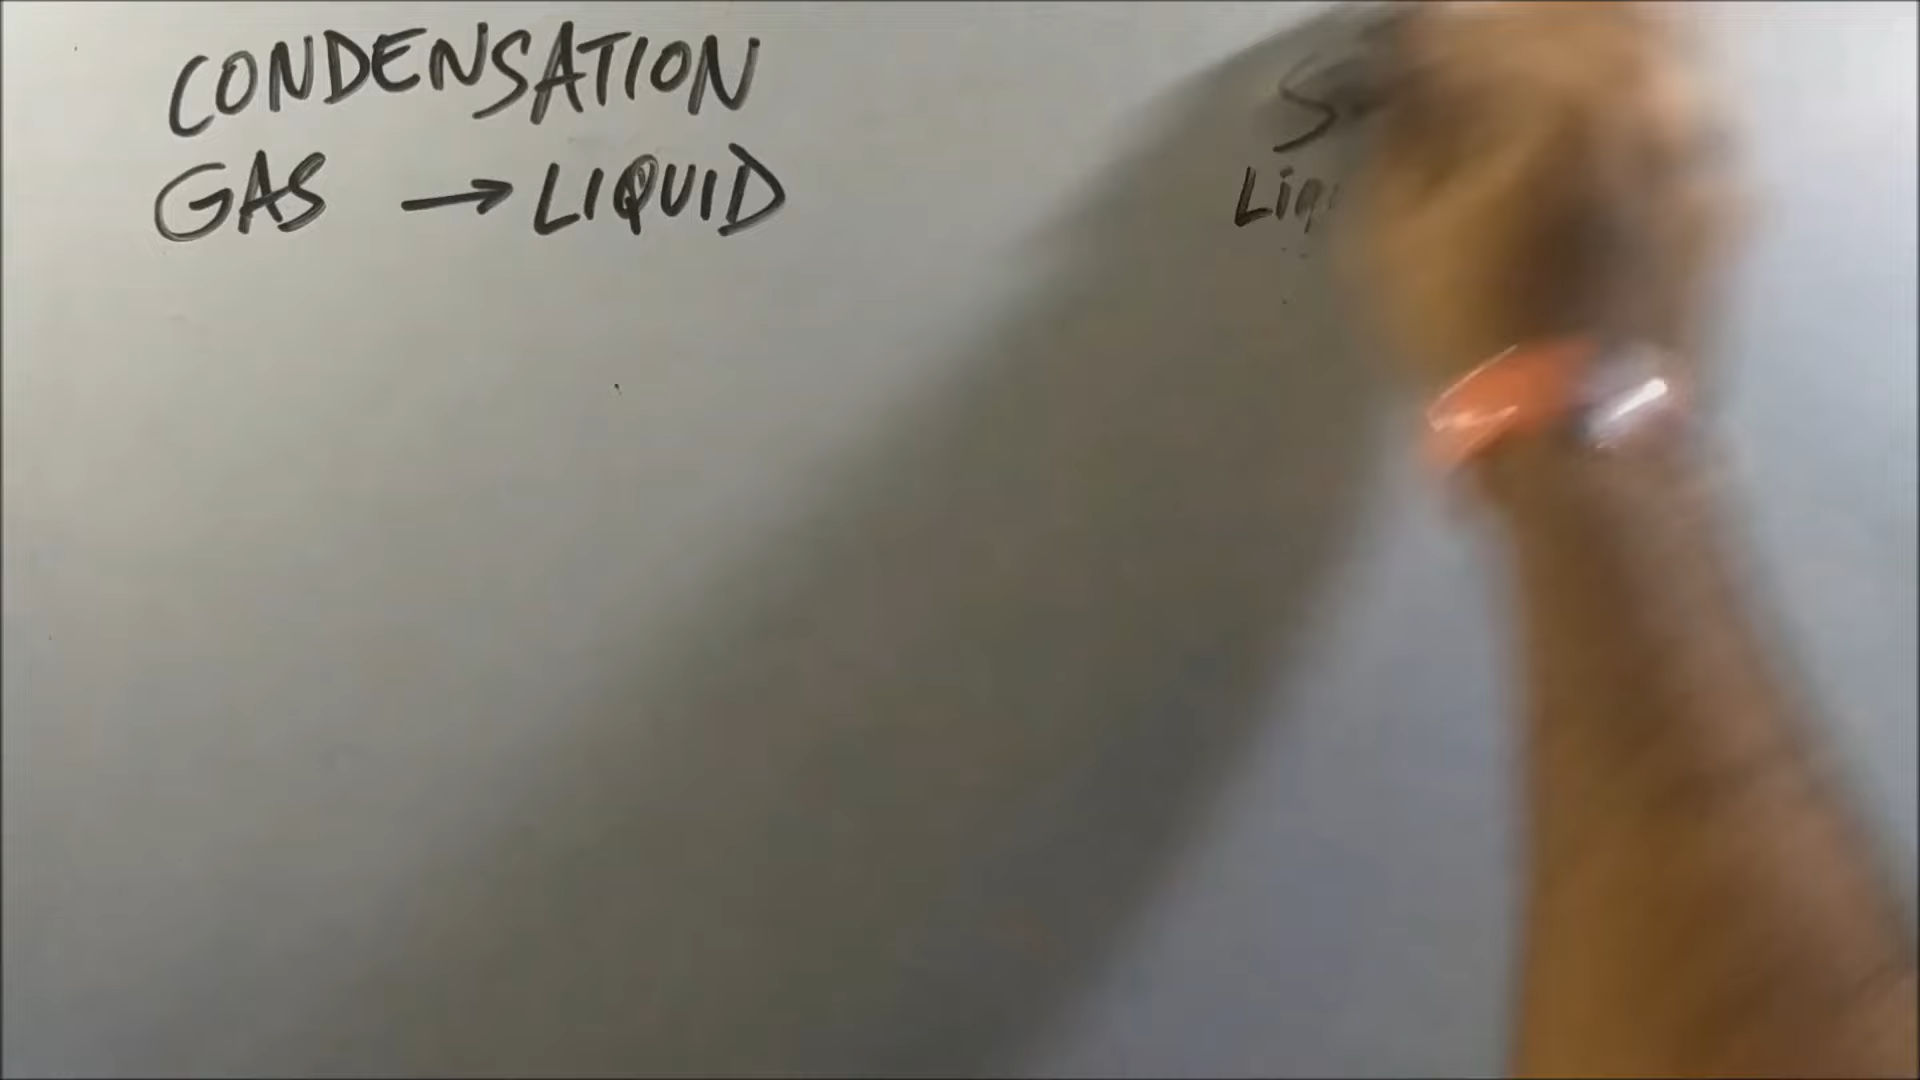 CONDENSATION
GAS → LIQUID